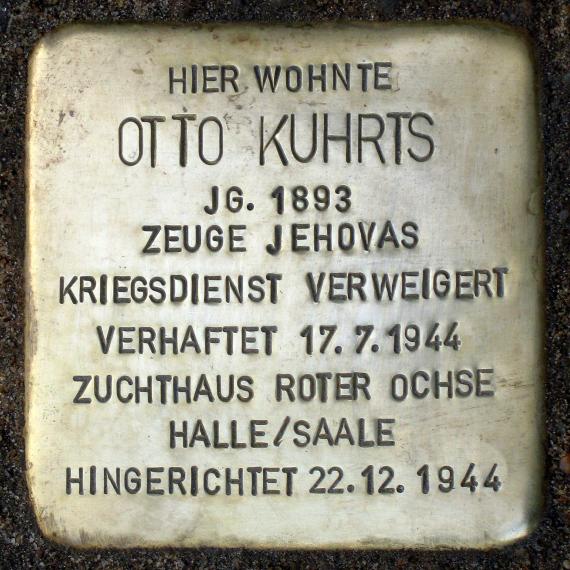 HIER WOHNTE
OTTO KUHRTS
JG. 1893
ZEUGE JEHOVAS
KRIEGSDIENST VERWEIGERT
VERHAFTET 17.7.1944
ZUCHTHAUS ROTER OCHSE
HALLE/SAALE
HINGERICHTET 22.12.1944